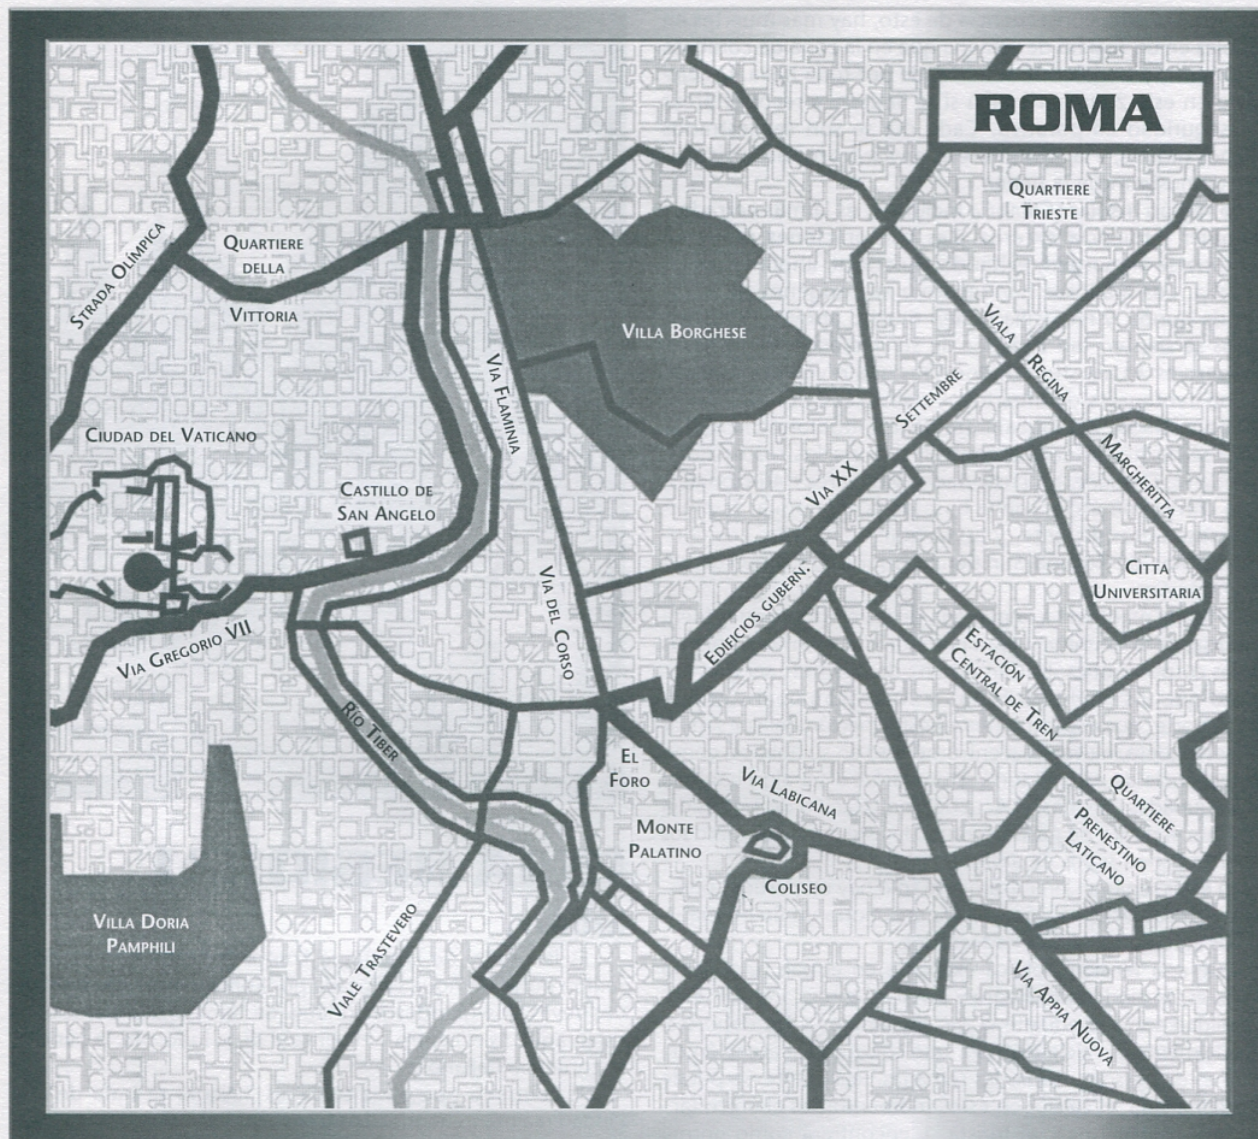 ROMA
Quartiere
Trieste
Strada Olímpica
Quartiere
della
Vittoria
Villa Borghese
Viala
Regina
Margheritta
Via Flaminia
Settembre
Via XX
Ciudad del Vaticano
Castillo de
San Angelo
Via del Corso
Edificios gubern.
Citta
Universitaria
Via Gregorio VII
Estación
Central de Tren
Río Tiber
El
Foro
Via Labicana
Monte
Palatino
Quartiere
Prenestino
Laticano
Coliseo
Villa Doria
Pamphili
Viale Trastevero
Via Appia Nuova